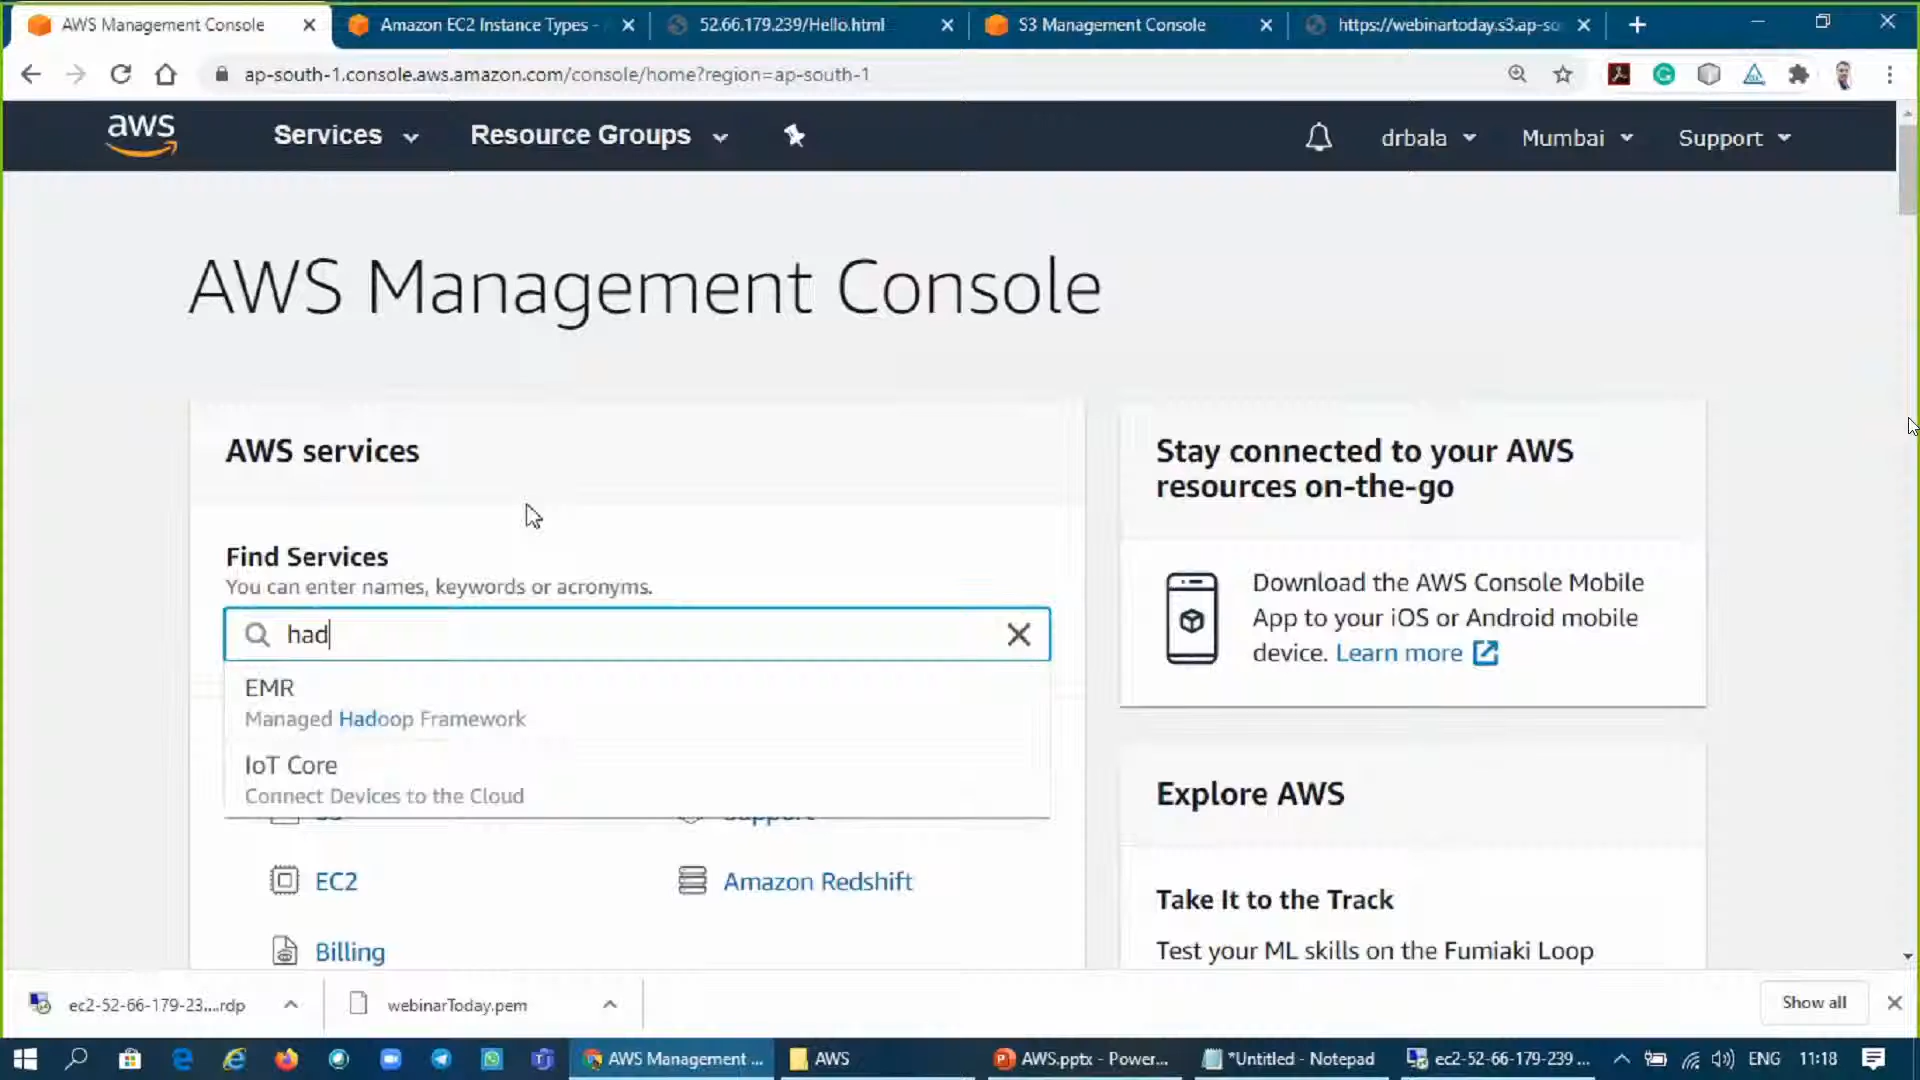 AWS Management Console
Amazon EC2 Instance Types -
52.66.179.239/Hello.html
S3 Management Console
https://webinartoday.s3.ap-so
ap-south-1.console.aws.amazon.com/console/home?region=ap-south-1
aws
Services
Resource Groups
drbala
Mumbai
Support
AWS Management Console
AWS services
Find Services
You can enter names, keywords or acronyms.
had
EMR
Managed Hadoop Framework
IoT Core
Connect Devices to the Cloud
S3
Support
EC2
Amazon Redshift
Billing
Stay connected to your AWS
resources on-the-go
Download the AWS Console Mobile
App to your iOS or Android mobile
device. Learn more
Explore AWS
Take It to the Track
Test your ML skills on the Fumiaki Loop
ec2-52-66-179-23....rdp
webinarToday.pem
Show all
AWS Management ...
AWS
AWS.pptx - Power...
*Untitled - Notepad
ec2-52-66-179-239 ...
ENG
11:18